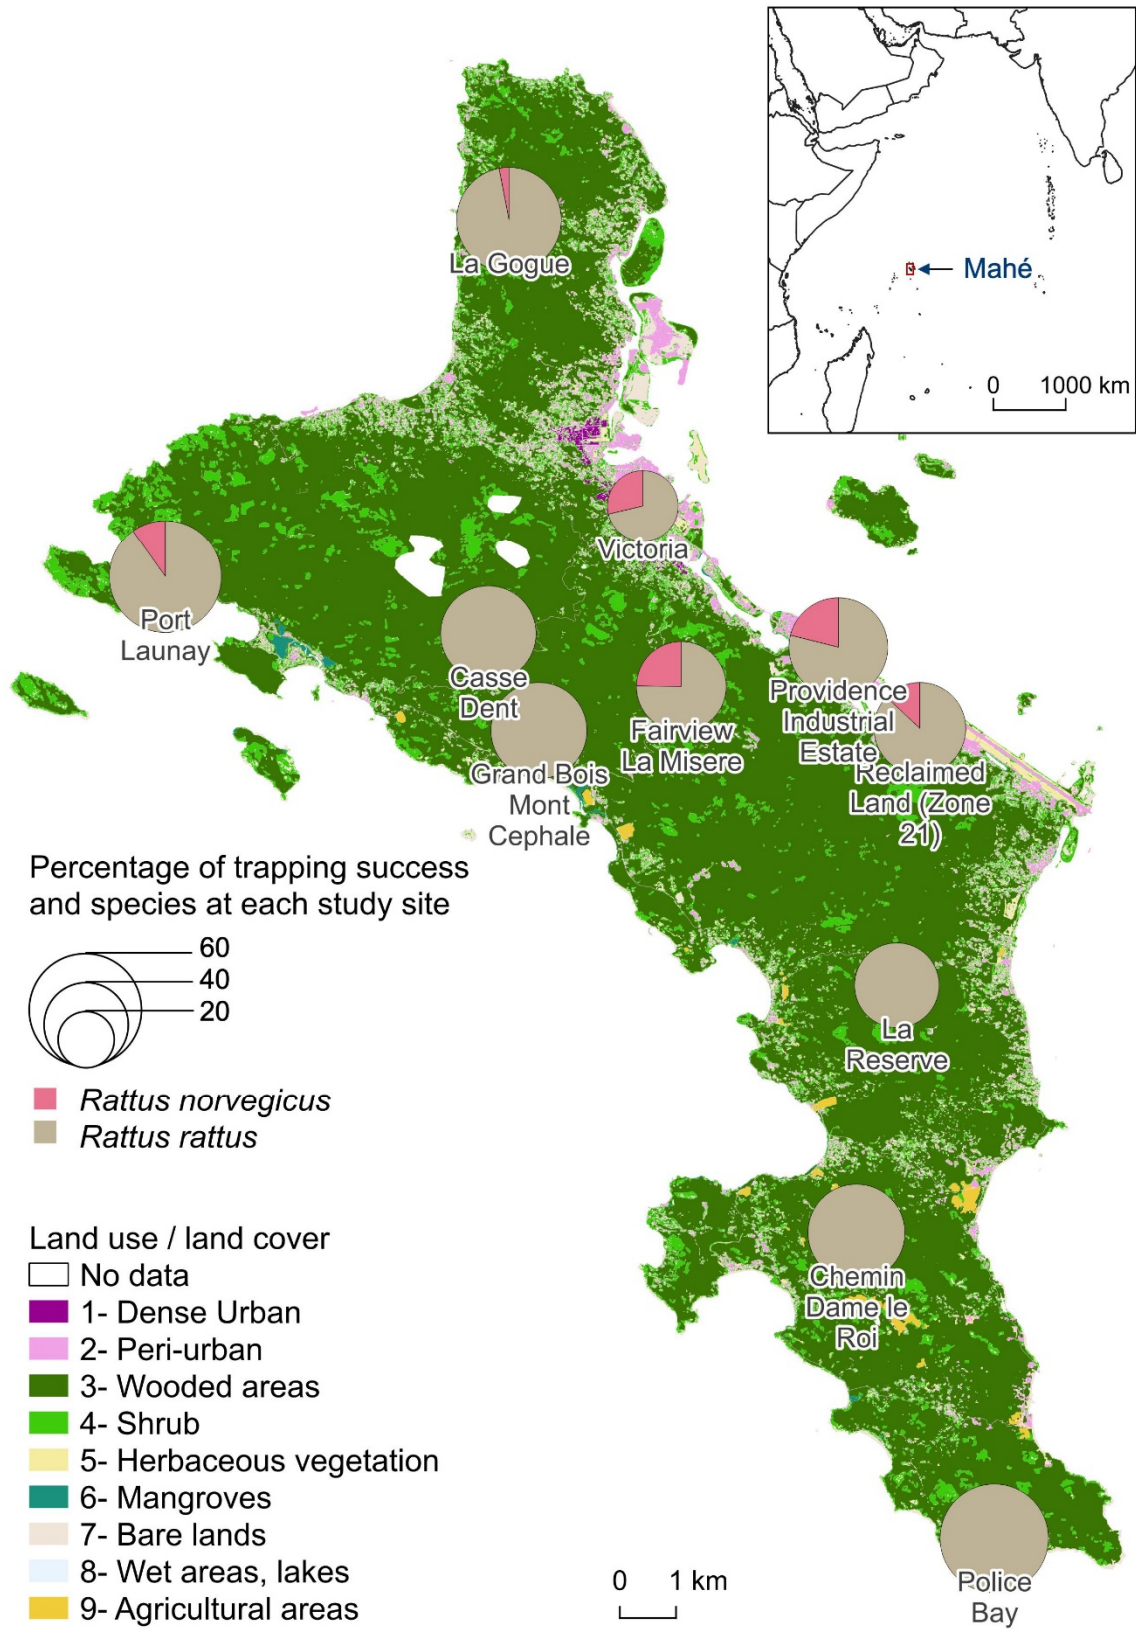 Mahé
0 1000 km
La Gogue
Victoria
Port
Launay
Casse
Dent
Grand Bois
Mont
Cephale
Fairview
La Misere
Providence
Industrial
Estate
Reclaimed
Land (Zone
21)
La
Reserve
Chemin
Dame le
Roi
Police
Bay
Percentage of trapping success
and species at each study site
60
40
20
Rattus norvegicus
Rattus rattus
Land use / land cover
No data
1- Dense Urban
2- Peri-urban
3- Wooded areas
4- Shrub
5- Herbaceous vegetation
6- Mangroves
7- Bare lands
8- Wet areas, lakes
9- Agricultural areas
0 1 km